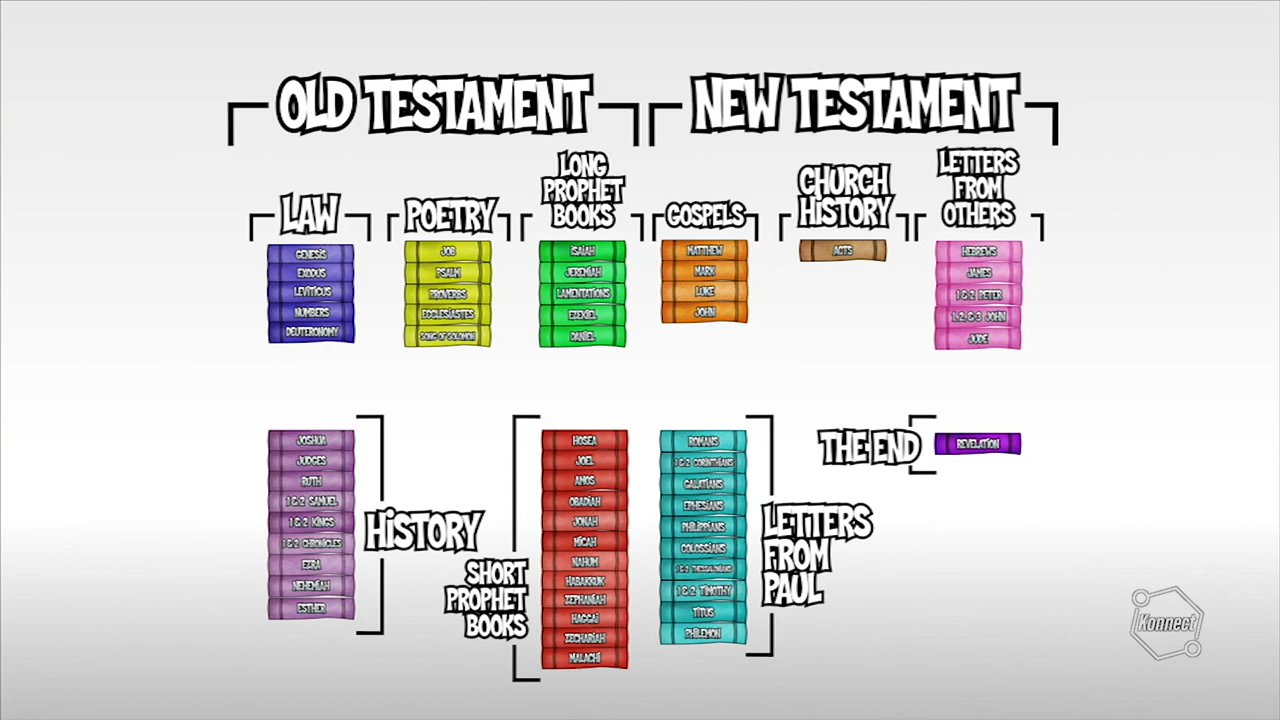 OLD TESTAMENT
NEW TESTAMENT
LAW
GENESIS
EXODUS
LEVITICUS
NUMBERS
DEUTERONOMY
POETRY
JOB
PSALM
PROVERBS
ECCLESIASTES
SONG OF SOLOMON
LONG
PROPHET
BOOKS
ISAIAH
JEREMIAH
LAMENTATIONS
EZEKIEL
DANIEL
GOSPELS
MATTHEW
MARK
LUKE
JOHN
CHURCH
HISTORY
ACTS
LETTERS
FROM
OTHERS
HEBREWS
JAMES
1 & 2 PETER
1, 2, & 3 JOHN
JUDE
JOSHUA
JUDGES
RUTH
1 & 2 SAMUEL
1 & 2 KINGS
1 & 2 CHRONICLES
EZRA
NEHEMIAH
ESTHER
HISTORY
SHORT
PROPHET
BOOKS
HOSEA
JOEL
AMOS
OBADIAH
JONAH
MICAH
NAHUM
HABAKKUK
ZEPHANIAH
HAGGAI
ZECHARIAH
MALACHI
ROMANS
1 & 2 CORINTHIANS
GALATIANS
EPHESIANS
PHILIPPIANS
COLOSSIANS
1 & 2 THESSALONIANS
1 & 2 TIMOTHY
TITUS
PHILEMON
LETTERS
FROM
PAUL
THE END
REVELATION
Konnect